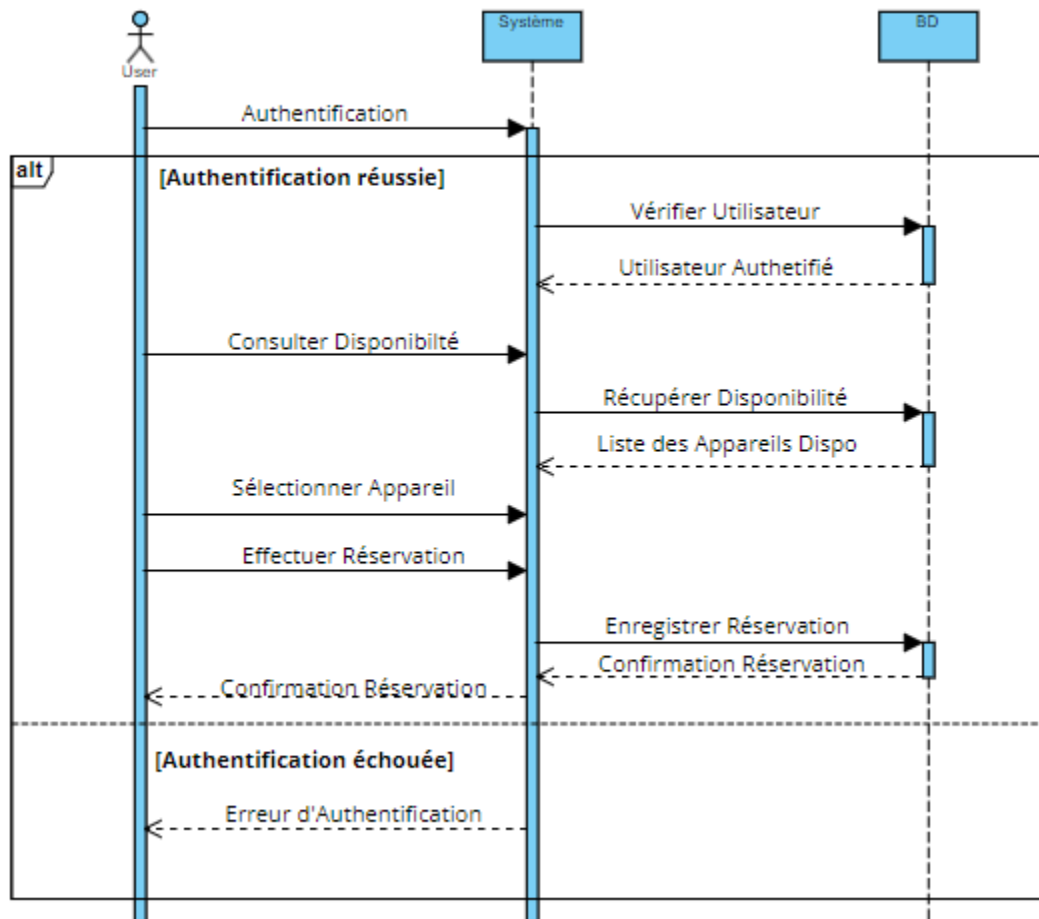 User
Système
BD
Authentification
alt
[Authentification réussie]
Vérifier Utilisateur
Utilisateur Authetifié
Consulter Disponibilté
Récupérer Disponibilité
Liste des Appareils Dispo
Sélectionner Appareil
Effectuer Réservation
Enregistrer Réservation
Confirmation Réservation
Confirmation Réservation
[Authentification échouée]
Erreur d'Authentification